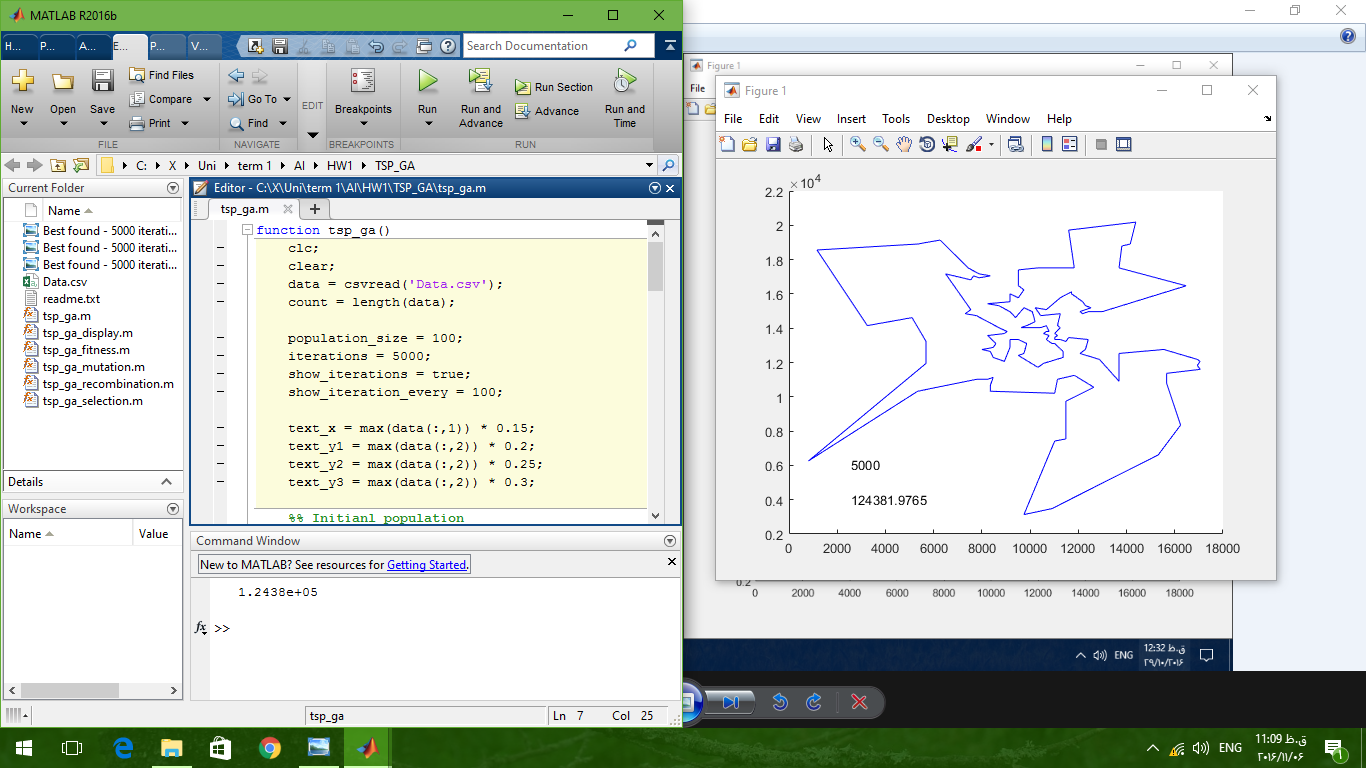 MATLAB R2016b
H...
P...
A...
E...
P...
V...
Search Documentation
New
Open
Save
Find Files
Compare
Print
Go To
Find
EDIT
Breakpoints
Run
Run and Advance
Run Section
Advance
Run and Time
FILE
NAVIGATE
BREAKPOINTS
RUN
C:
X
Uni
term 1
AI
HW1
TSP_GA
Current Folder
Name
Best found - 5000 iterati...
Best found - 5000 iterati...
Best found - 5000 iterati...
Data.csv
readme.txt
tsp_ga.m
tsp_ga_display.m
tsp_ga_fitness.m
tsp_ga_mutation.m
tsp_ga_recombination.m
tsp_ga_selection.m
Details
Workspace
Name
Value
Editor - C:\X\Uni\term 1\AI\HW1\TSP_GA\tsp_ga.m
tsp_ga.m
function tsp_ga()
clc;
clear;
data = csvread('Data.csv');
count = length(data);
population_size = 100;
iterations = 5000;
show_iterations = true;
show_iteration_every = 100;
text_x = max(data(:,1)) * 0.15;
text_y1 = max(data(:,2)) * 0.2;
text_y2 = max(data(:,2)) * 0.25;
text_y3 = max(data(:,2)) * 0.3;
%% Initianl population
Command Window
New to MATLAB? See resources for Getting Started.
1.2438e+05
fx >>
tsp_ga
Ln 7 Col 25
Figure 1
File
Figure 1
File Edit View Insert Tools Desktop Window Help
×10^4
2.2
2
1.8
1.6
1.4
1.2
1
0.8
0.6
0.4
0.2
5000
124381.9765
0 2000 4000 6000 8000 10000 12000 14000 16000 18000
0.2
0 2000 4000 6000 8000 10000 12000 14000 16000 18000
ENG
12:32 ق.ظ
۲۹/۱۰/۲۰۱۶
ENG
11:09 ق.ظ
۲۰۱۶/۱۱/۰۶
1